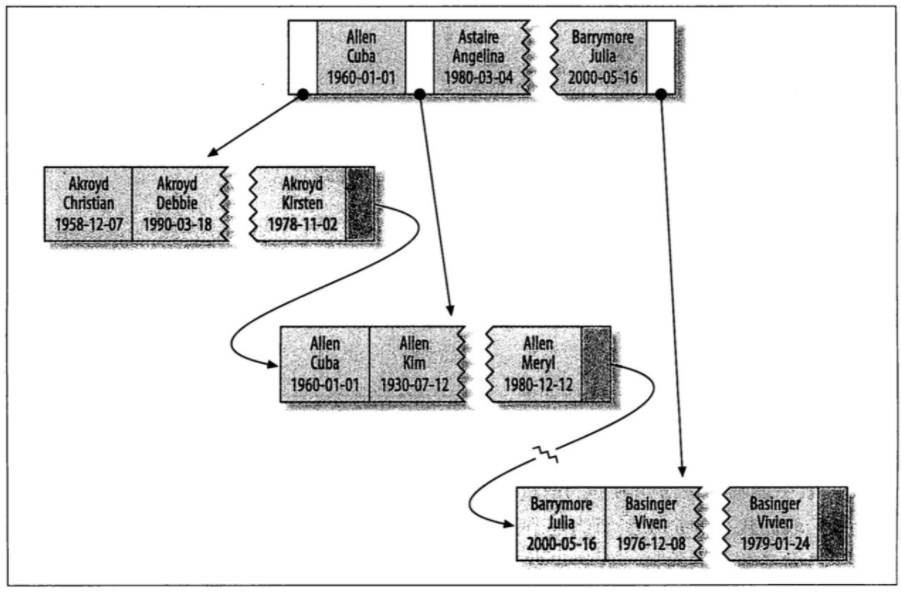 Allen
Cuba
1960-01-01
Astaire
Angelina
1980-03-04
Barrymore
Julia
2000-05-16
Akroyd
Christian
1958-12-07
Akroyd
Debbie
1990-03-18
Akroyd
Kirsten
1978-11-02
Allen
Cuba
1960-01-01
Allen
Kim
1930-07-12
Allen
Meryl
1980-12-12
Barrymore
Julia
2000-05-16
Basinger
Viven
1976-12-08
Basinger
Vivien
1979-01-24